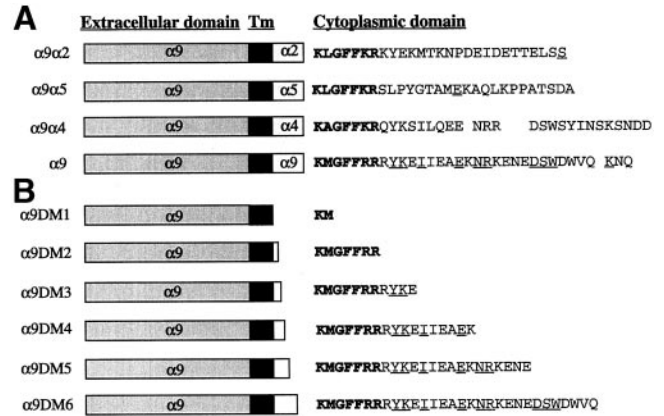 A
Extracellular domain Tm Cytoplasmic domain
α9α2 α9 α2 KLGFFKRKYEKMTKNPDEIDETTELSS
α9α5 α9 α5 KLGFFKRSLPYGTAMEKAQLKPPATSDA
α9α4 α9 α4 KAGFFKRQYKSILQEE NRR DSWSYINSKSNDD
α9 α9 α9 KMGFFRRRYKEIIEAEKNRKENEDSWDWVQ KNQ
B
α9DM1 α9 KM
α9DM2 α9 KMGFFRR
α9DM3 α9 KMGFFRRRYKE
α9DM4 α9 KMGFFRRRYKEIIEAEK
α9DM5 α9 KMGFFRRRYKEIIEAEKNRKENE
α9DM6 α9 KMGFFRRRYKEIIEAEKNRKENEDSWDWVQ